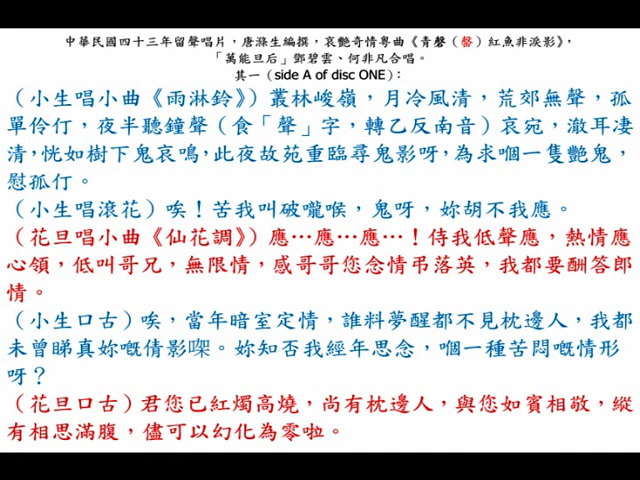 中華民國四十三年留聲唱片，唐滌生編撰，哀艷奇情粵曲《青磬（罄）紅魚非淚影》，
「萬能旦后」鄧碧雲、何非凡合唱。
其一（side A of disc ONE）：
（小生唱小曲《雨淋鈴》）叢林峻嶺，月冷風清，荒郊無聲，孤
單伶仃，夜半聽鐘聲（食「聲」字，轉乙反南音）哀宛，澈耳凄
清，恍如樹下鬼哀鳴，此夜故苑重臨尋鬼影呀，為求嗰一隻艷鬼，
慰孤仃。
（小生唱滾花）唉！苦我叫破嚨喉，鬼呀，妳胡不我應。
（花旦唱小曲《仙花調》）應…應…應…！侍我低聲應，熱情應
心領，低叫哥兄，無限情，感哥哥您念情弔落英，我都要酬答郎
情。
（小生口古）唉，當年暗室定情，誰料夢醒都不見枕邊人，我都
未曾睇真妳嘅倩影㗎。妳知否我經年思念，嗰一種苦悶嘅情形
呀？
（花旦口古）君您已紅燭高燒，尚有枕邊人，與您如賓相敬，縱
有相思滿腹，儘可以幻化為零啦。